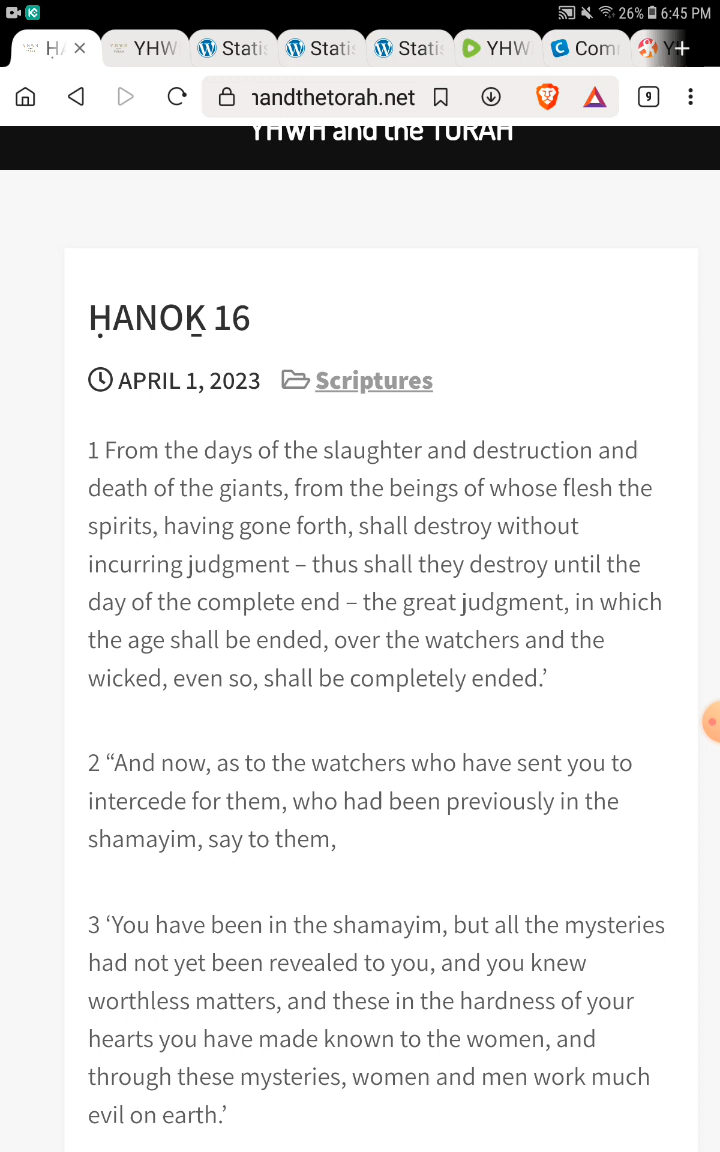 26% 6:45 PM
Ḥ YHW Stati Stati Stati YHW Com Y
handthetorah.net 9
YHWH and the TORAH
ḤANOḴ 16
APRIL 1, 2023 Scriptures
1 From the days of the slaughter and destruction and
death of the giants, from the beings of whose flesh the
spirits, having gone forth, shall destroy without
incurring judgment – thus shall they destroy until the
day of the complete end – the great judgment, in which
the age shall be ended, over the watchers and the
wicked, even so, shall be completely ended.’
2 “And now, as to the watchers who have sent you to
intercede for them, who had been previously in the
shamayim, say to them,
3 ‘You have been in the shamayim, but all the mysteries
had not yet been revealed to you, and you knew
worthless matters, and these in the hardness of your
hearts you have made known to the women, and
through these mysteries, women and men work much
evil on earth.’